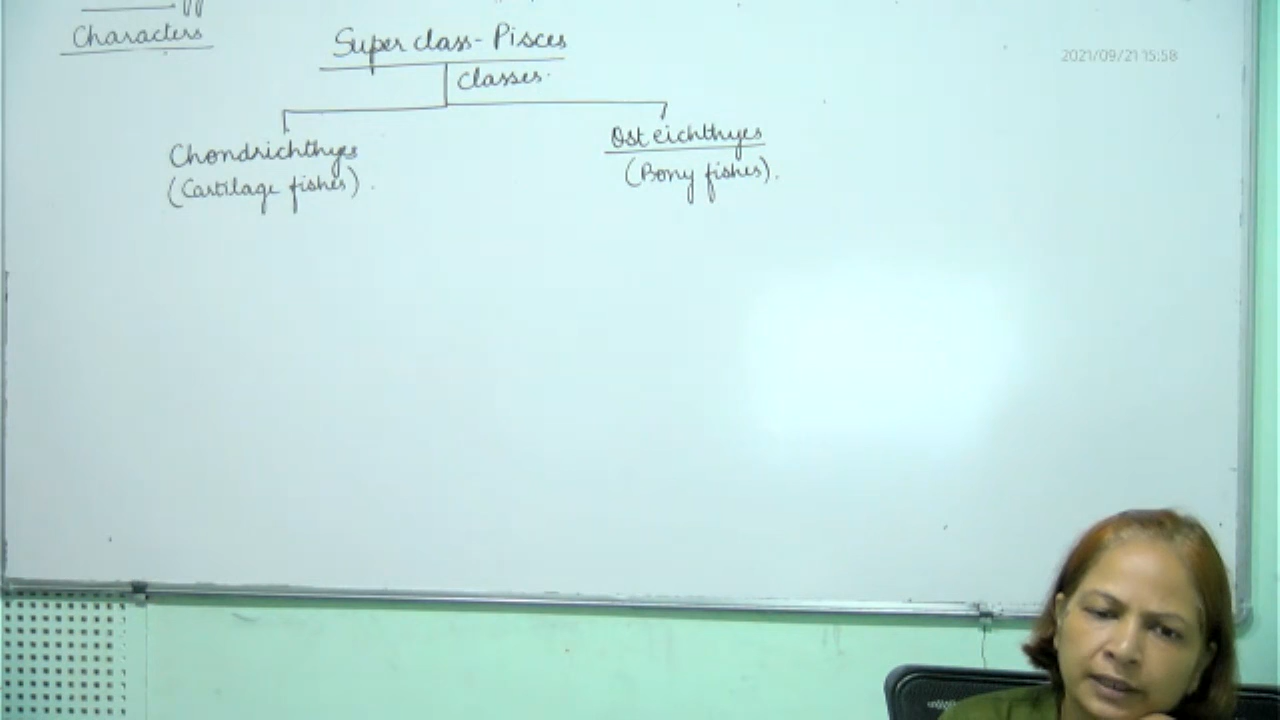 Characters
Super class - Pisces
classes.
Chondrichthyes
(Cartilage fishes).
Osteichthyes
(Bony fishes).
2021/09/21 15:58